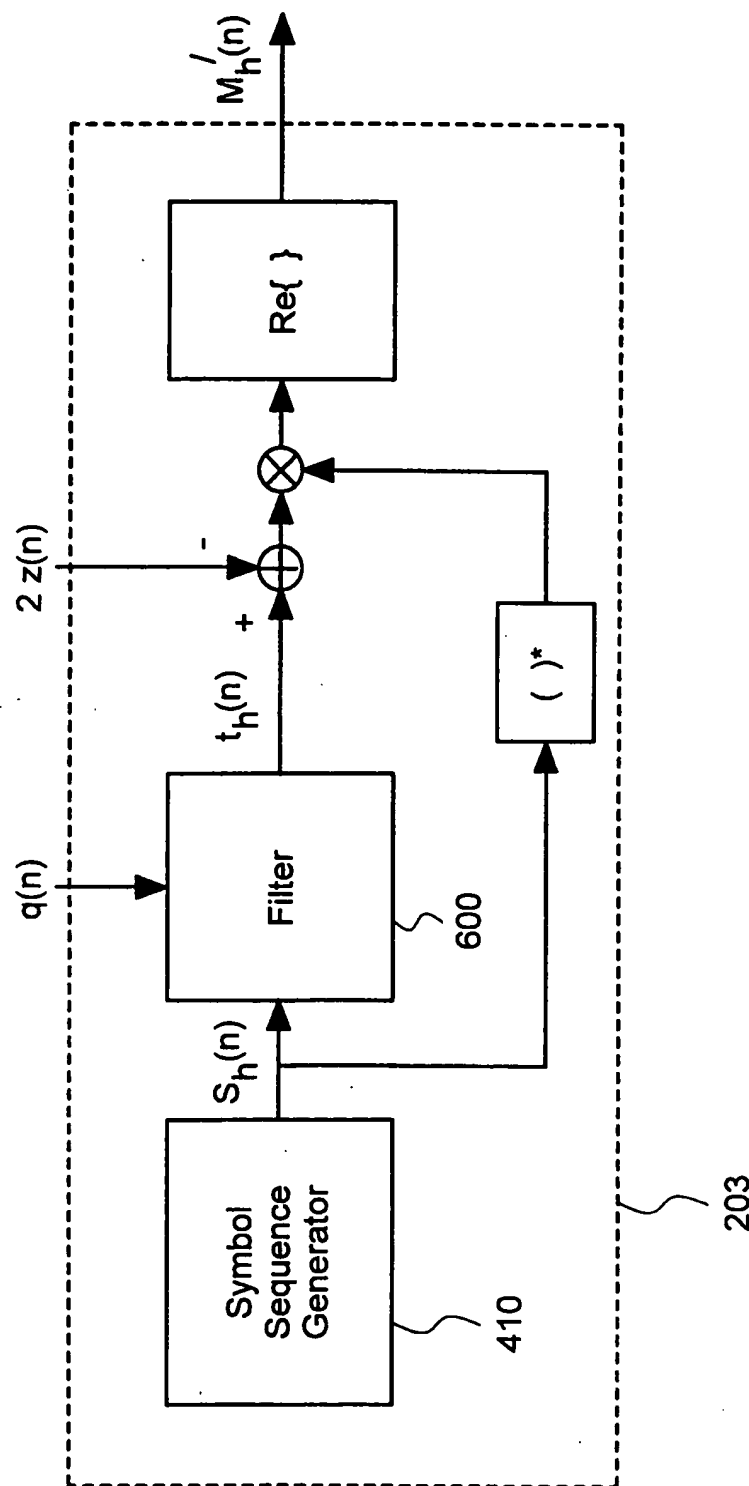 q(n)
2 z(n)
-
Symbol
Sequence
Generator
410
S_h(n)
Filter
600
t_h(n)
+
( )*
Re{ }
M_h'(n)
203